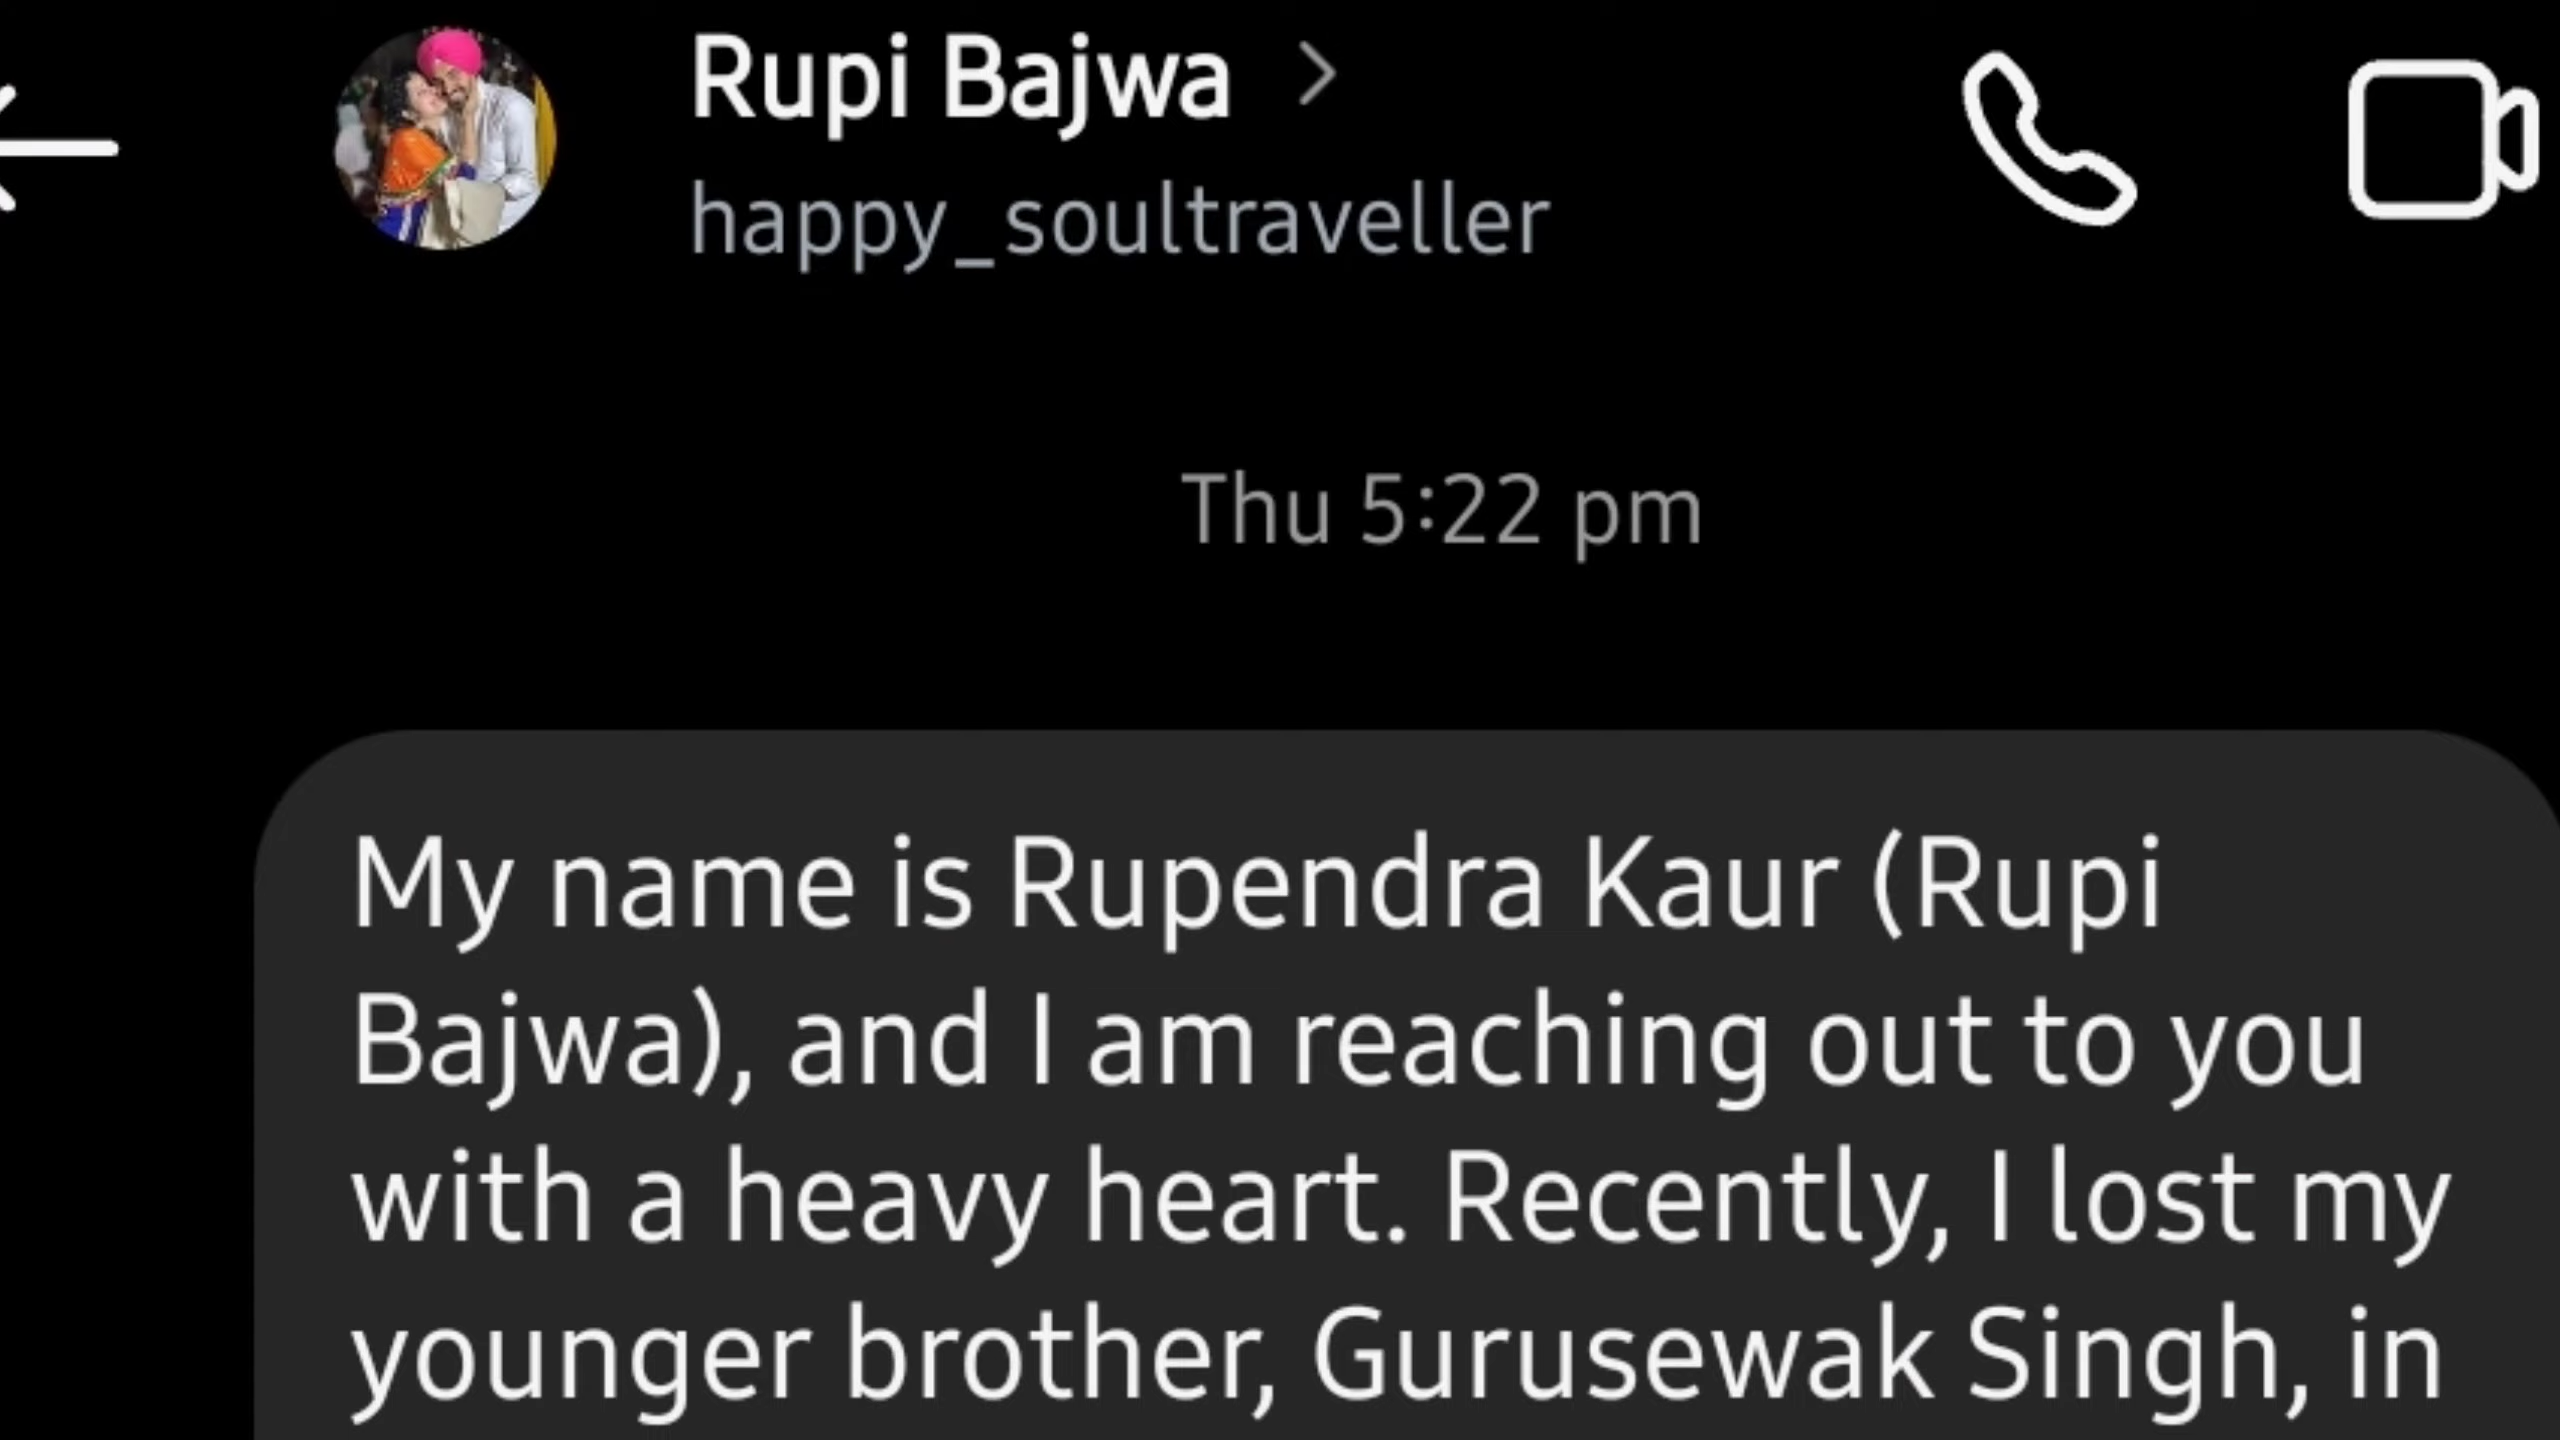 Rupi Bajwa
happy_soultraveller
Thu 5:22 pm
My name is Rupendra Kaur (Rupi
Bajwa), and I am reaching out to you
with a heavy heart. Recently, I lost my
younger brother, Gurusewak Singh, in